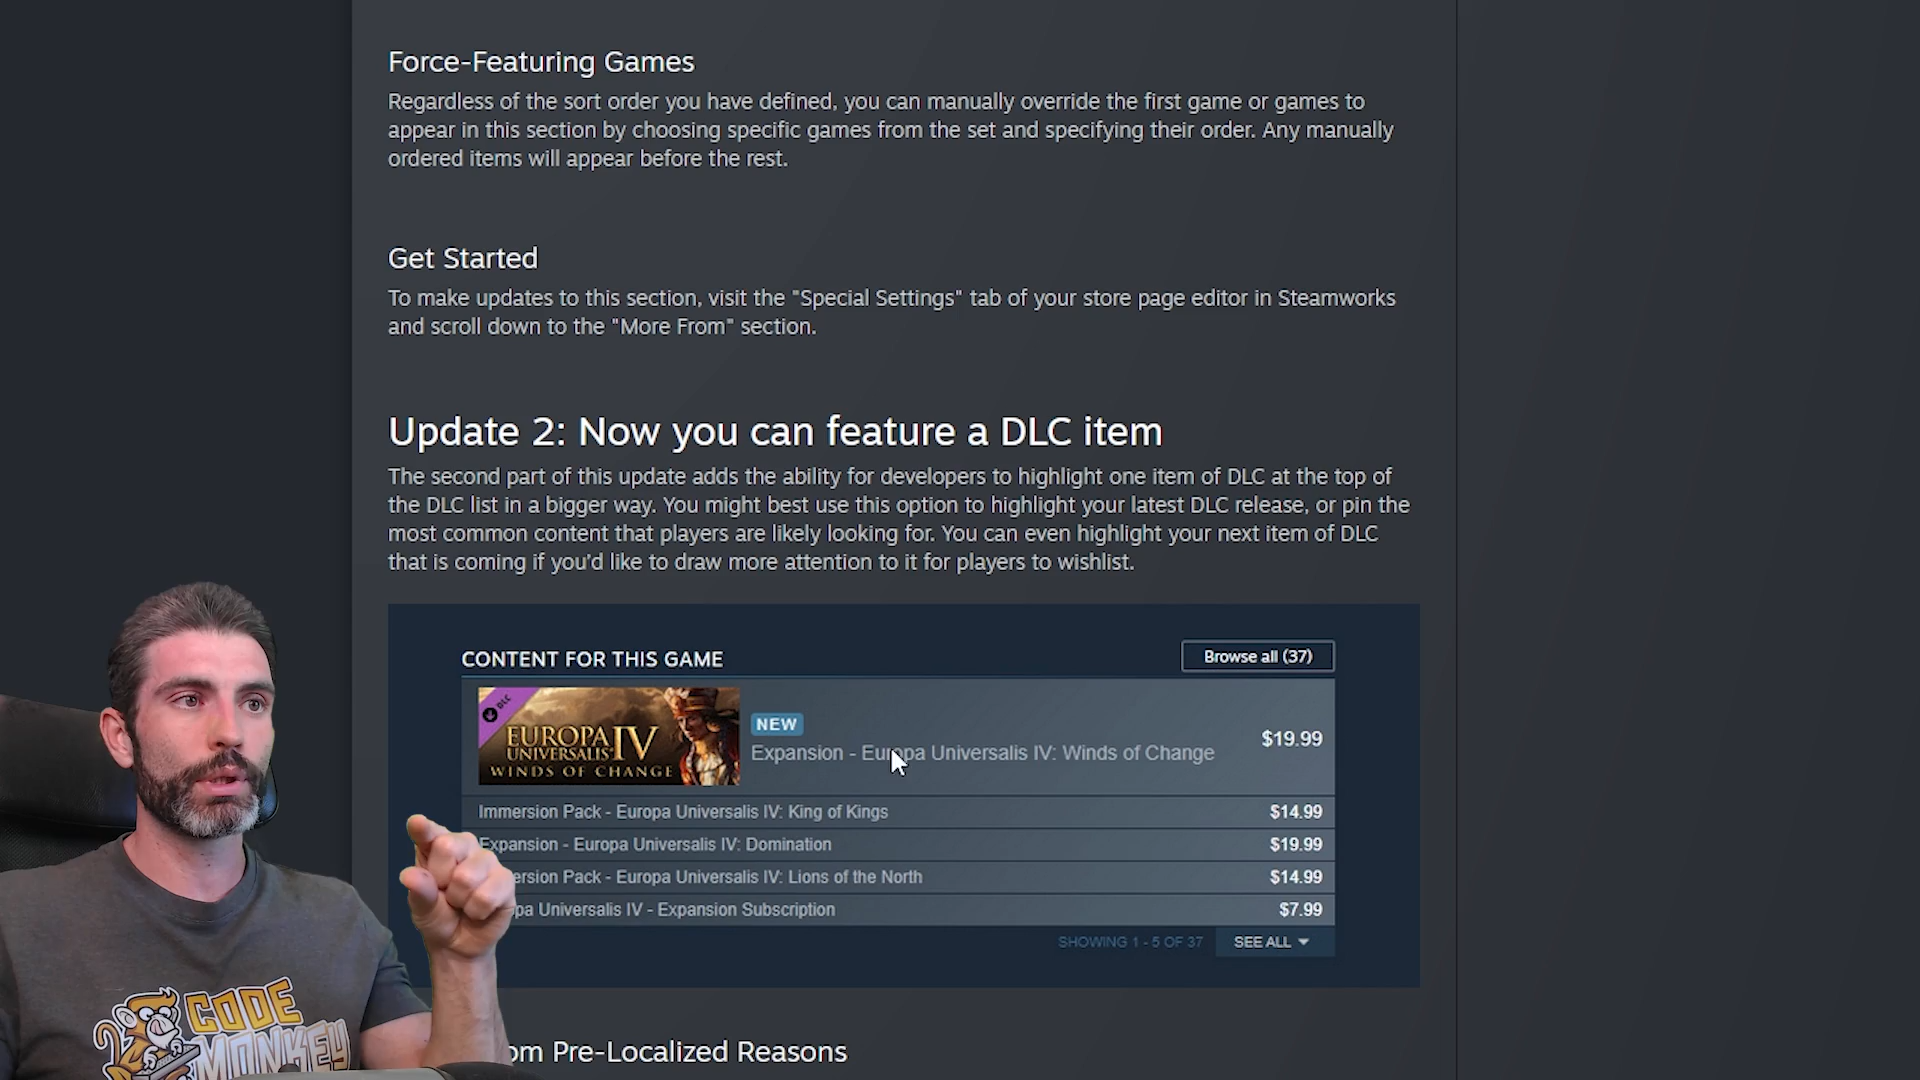 Force-Featuring Games
Regardless of the sort order you have defined, you can manually override the first game or games to
appear in this section by choosing specific games from the set and specifying their order. Any manually
ordered items will appear before the rest.
Get Started
To make updates to this section, visit the "Special Settings" tab of your store page editor in Steamworks
and scroll down to the "More From" section.
Update 2: Now you can feature a DLC item
The second part of this update adds the ability for developers to highlight one item of DLC at the top of
the DLC list in a bigger way. You might best use this option to highlight your latest DLC release, or pin the
most common content that players are likely looking for. You can even highlight your next item of DLC
that is coming if you'd like to draw more attention to it for players to wishlist.
CONTENT FOR THIS GAME
Browse all (37)
DLC
EUROPA
UNIVERSALIS IV
WINDS OF CHANGE
NEW
Expansion - Europa Universalis IV: Winds of Change
$19.99
Immersion Pack - Europa Universalis IV: King of Kings $14.99
Expansion - Europa Universalis IV: Domination $19.99
ersion Pack - Europa Universalis IV: Lions of the North $14.99
pa Universalis IV - Expansion Subscription $7.99
SHOWING 1 - 5 OF 37 SEE ALL
om Pre-Localized Reasons
CODE
MONKEY